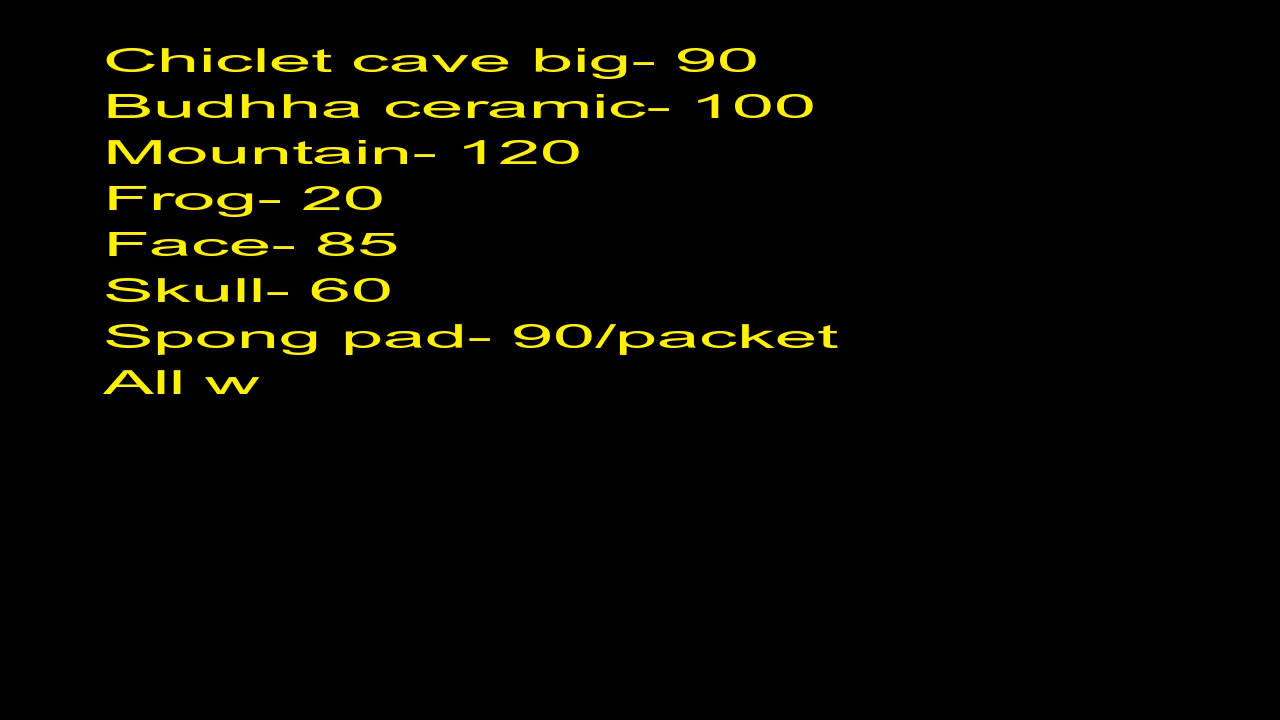 Chiclet cave big- 90
Budhha ceramic- 100
Mountain- 120
Frog- 20
Face- 85
Skull- 60
Spong pad- 90/packet
All w